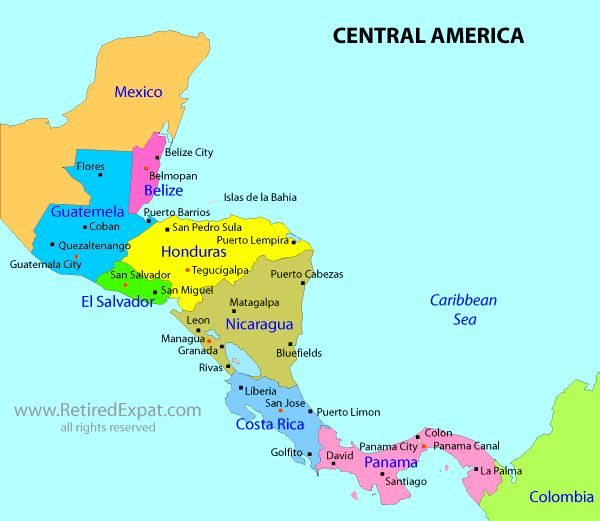 CENTRAL AMERICA
Mexico
Belize City
Flores
Belmopan
Belize
Islas de la Bahia
Guatemela
Puerto Barrios
Coban
San Pedro Sula
Quezaltenango
Puerto Lempira
Honduras
Guatemala City
Tegucigalpa
San Salvador
Puerto Cabezas
San Miguel
El Salvador
Matagalpa
Caribbean
Sea
Leon
Nicaragua
Managua
Granada
Bluefields
Rivas
Liberia
San Jose
www.RetiredExpat.com
Puerto Limon
all rights reserved
Costa Rica
Colon
Panama City
Panama Canal
Golfito
David
Panama
La Palma
Santiago
Colombia